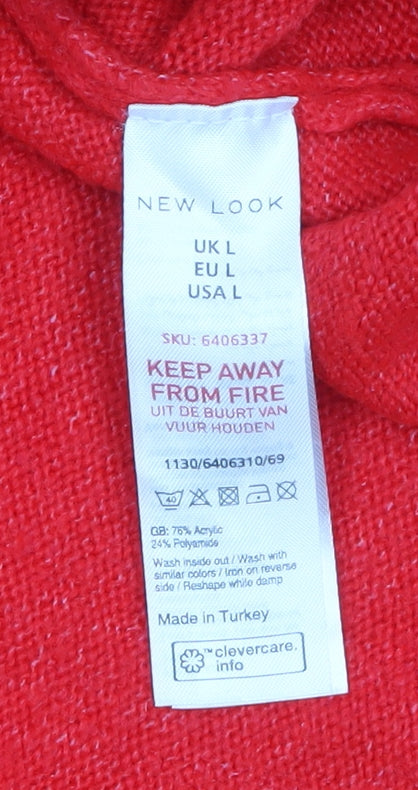 NEW LOOK
UK L
EU L
USA L
SKU: 6406337
KEEP AWAY
FROM FIRE
UIT DE BUURT VAN
VUUR HOUDEN
1130/6406310/69
40
GB: 76% Acrylic
24% Polyamide
Wash inside out / Wash with
similar colors / Iron on reverse
side / Reshape while damp
Made in Turkey
™ clevercare.
info